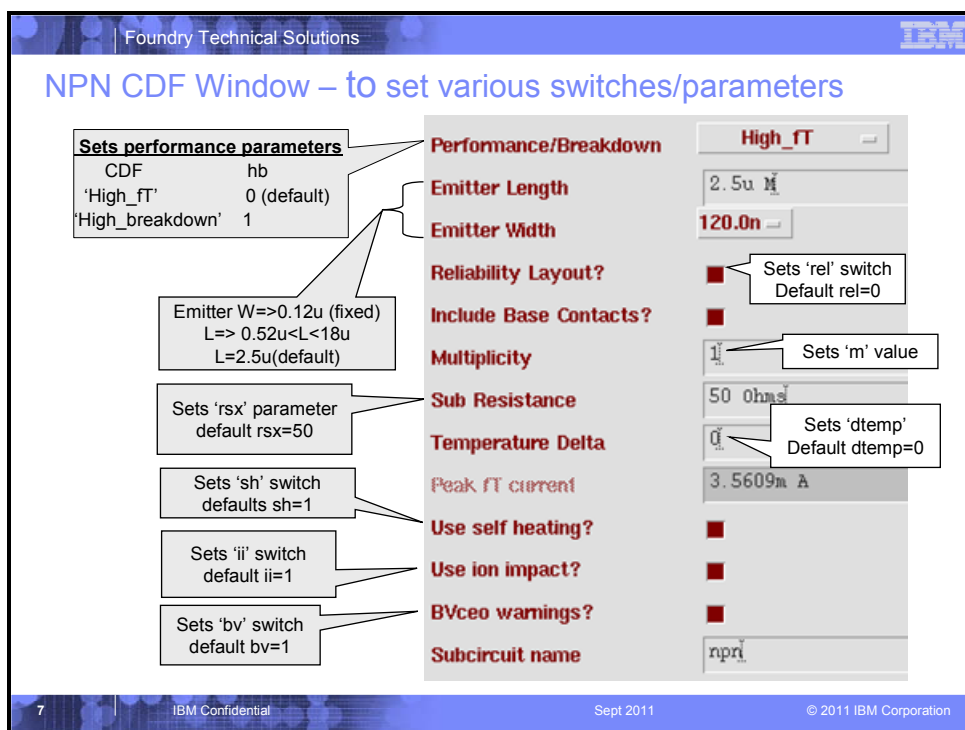 Foundry Technical Solutions
IBM
NPN CDF Window – to set various switches/parameters
Sets performance parameters
CDF hb
‘High_fT’ 0 (default)
‘High_breakdown’ 1
Emitter W=>0.12u (fixed)
L=> 0.52u<L<18u
L=2.5u(default)
Sets ‘rsx’ parameter
default rsx=50
Sets ‘sh’ switch
defaults sh=1
Sets ‘ii’ switch
default ii=1
Sets ‘bv’ switch
default bv=1
Performance/Breakdown High_fT
Emitter Length 2.5u M
Emitter Width 120.0n
Reliability Layout?
Sets ‘rel’ switch
Default rel=0
Include Base Contacts?
Multiplicity 1
Sets ‘m’ value
Sub Resistance 50 Ohms
Temperature Delta 0
Sets ‘dtemp’
Default dtemp=0
Peak fT current 3.5609m A
Use self heating?
Use ion impact?
BVceo warnings?
Subcircuit name npn
7 IBM Confidential Sept 2011 © 2011 IBM Corporation